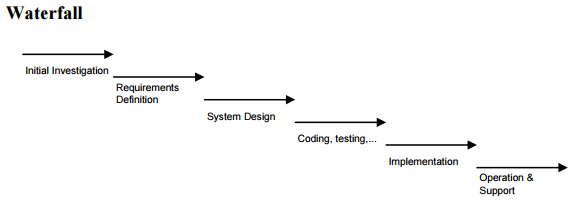 Waterfall
Initial Investigation
Requirements
Definition
System Design
Coding, testing,...
Implementation
Operation &
Support